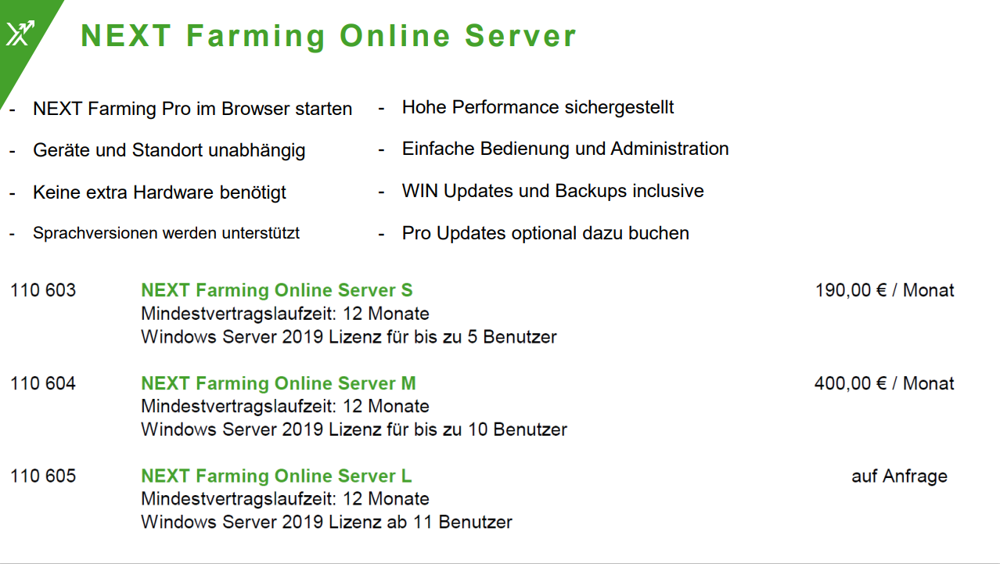 NEXT Farming Online Server
- NEXT Farming Pro im Browser starten
- Geräte und Standort unabhängig
- Keine extra Hardware benötigt
- Sprachversionen werden unterstützt
- Hohe Performance sichergestellt
- Einfache Bedienung und Administration
- WIN Updates und Backups inclusive
- Pro Updates optional dazu buchen
110 603 NEXT Farming Online Server S 190,00 € / Monat
Mindestvertragslaufzeit: 12 Monate
Windows Server 2019 Lizenz für bis zu 5 Benutzer
110 604 NEXT Farming Online Server M 400,00 € / Monat
Mindestvertragslaufzeit: 12 Monate
Windows Server 2019 Lizenz für bis zu 10 Benutzer
110 605 NEXT Farming Online Server L auf Anfrage
Mindestvertragslaufzeit: 12 Monate
Windows Server 2019 Lizenz ab 11 Benutzer